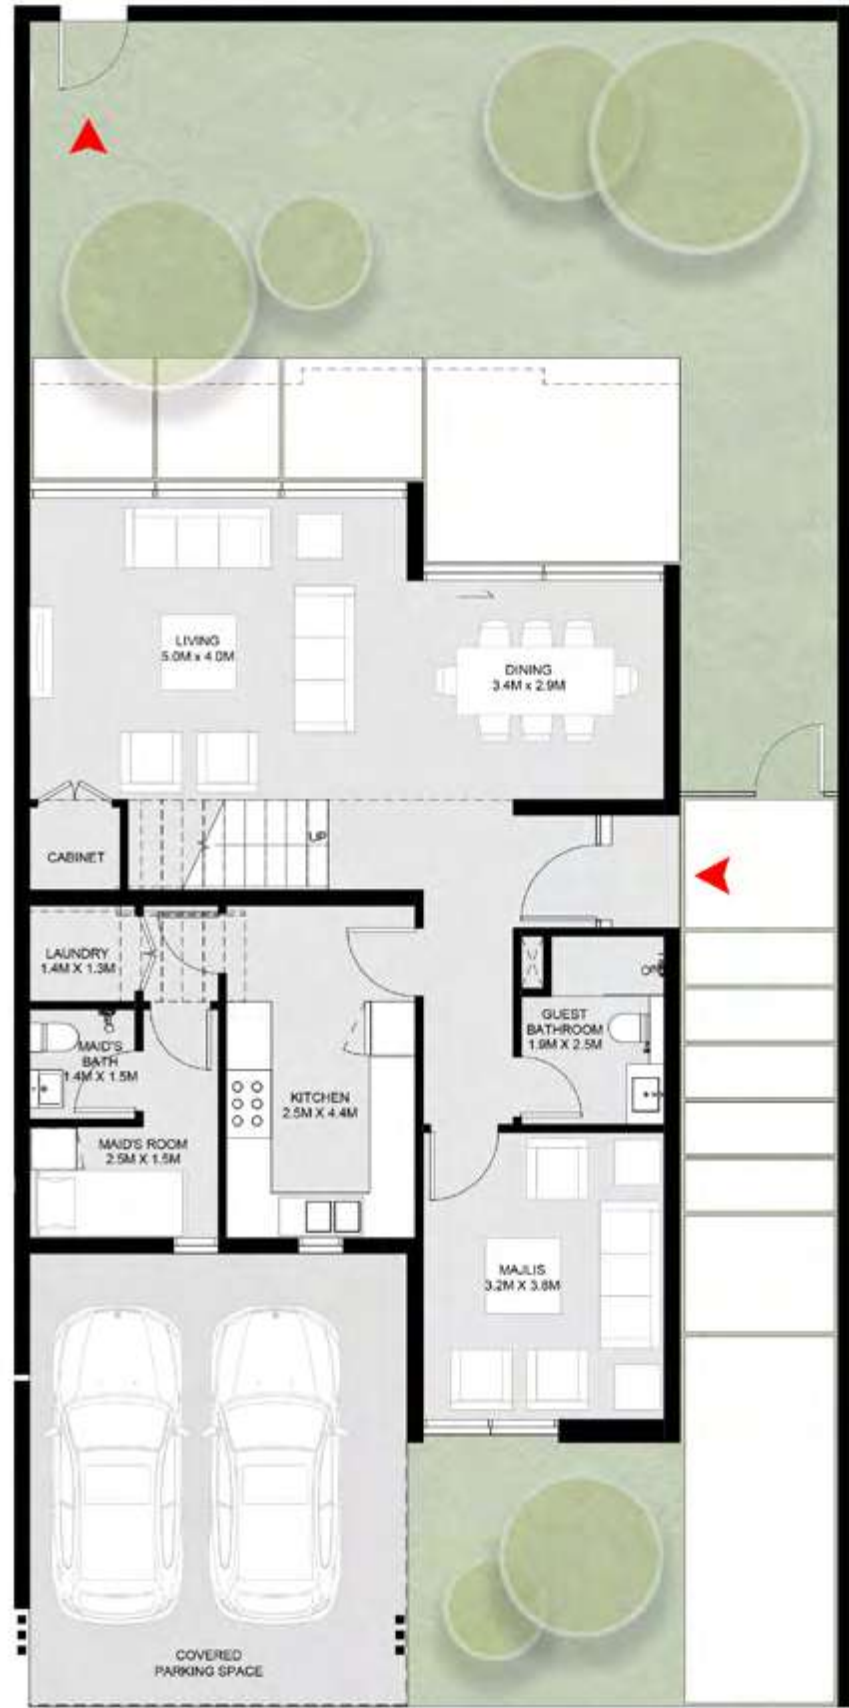 LIVING
5.0M x 4.0M
DINING
3.4M x 2.9M
UP
CABINET
LAUNDRY
1.4M X 1.3M
GUEST
BATHROOM
1.9M X 2.5M
MAID'S
BATH
1.4M X 1.5M
KITCHEN
2.5M X 4.4M
MAID'S ROOM
2.5M X 1.5M
MAJLIS
3.2M X 3.8M
COVERED
PARKING SPACE